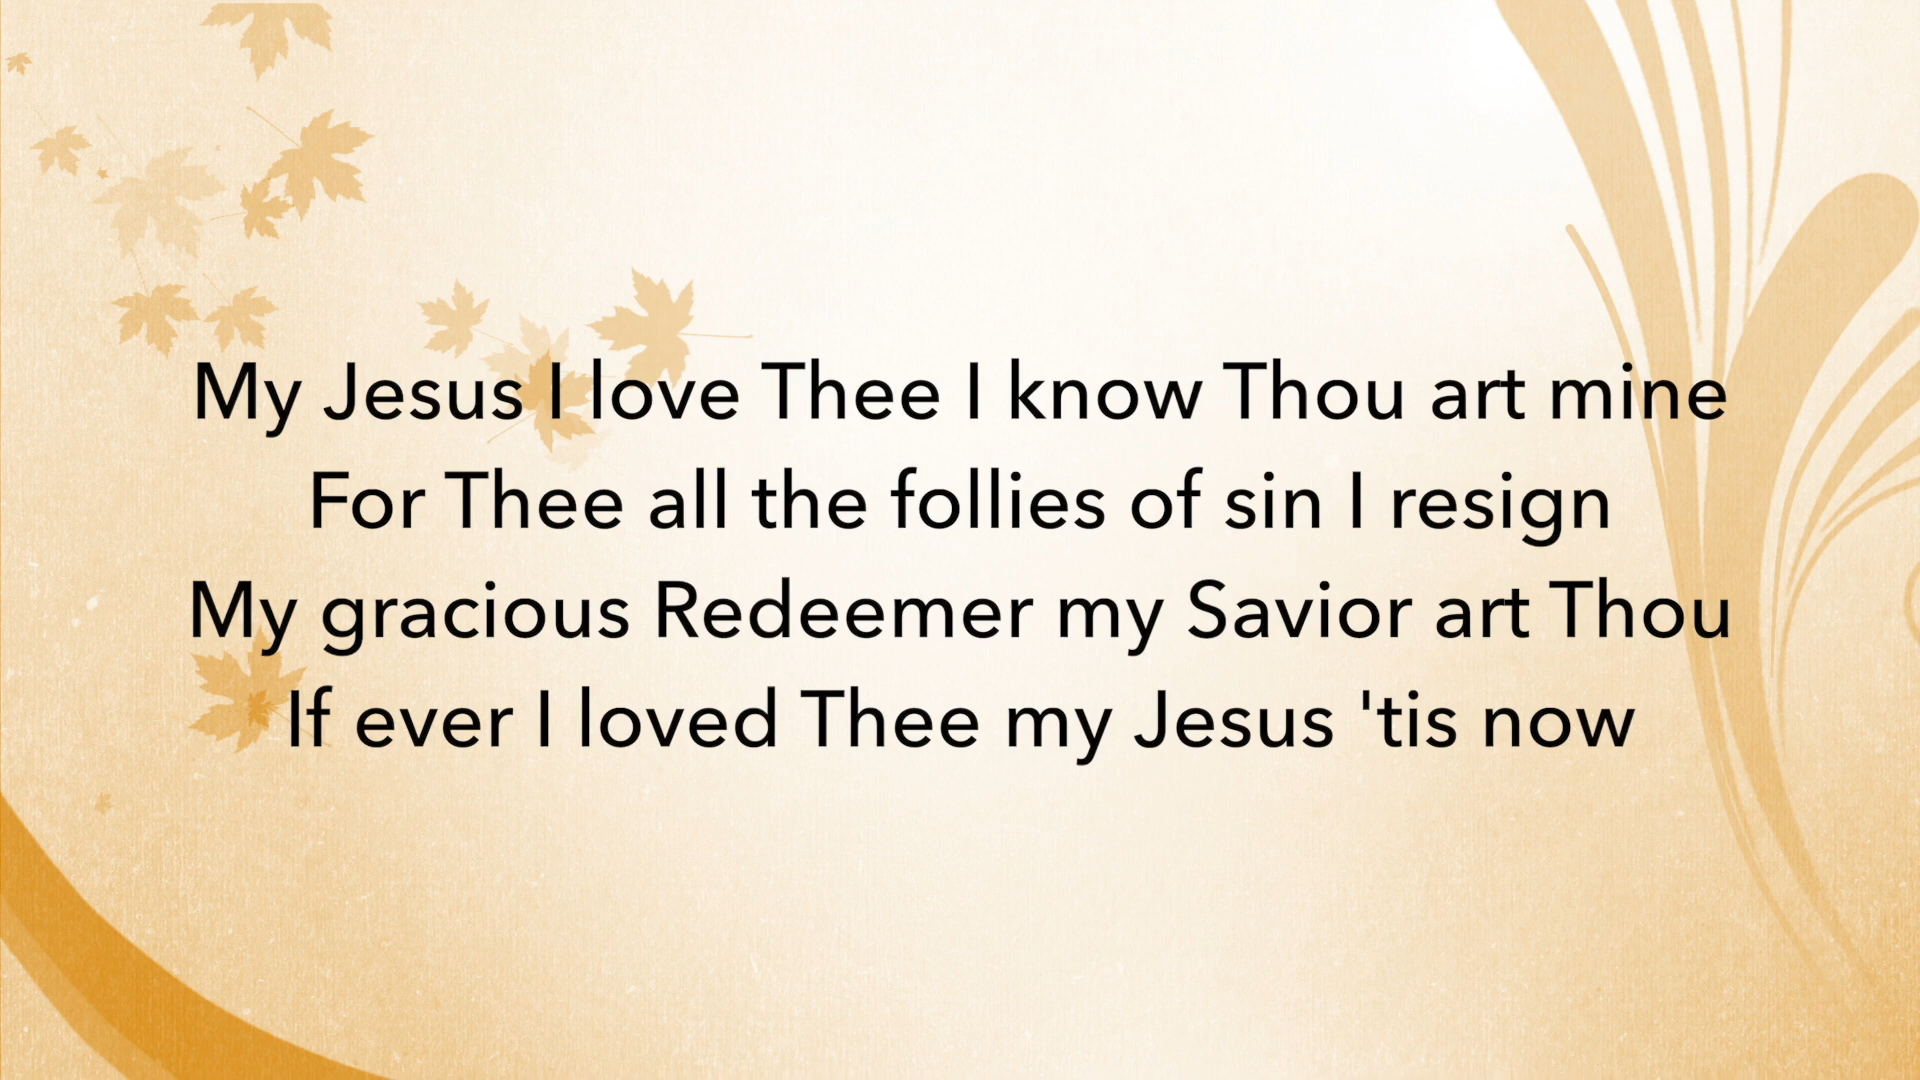 My Jesus I love Thee I know Thou art mine
For Thee all the follies of sin I resign
My gracious Redeemer my Savior art Thou
If ever I loved Thee my Jesus 'tis now